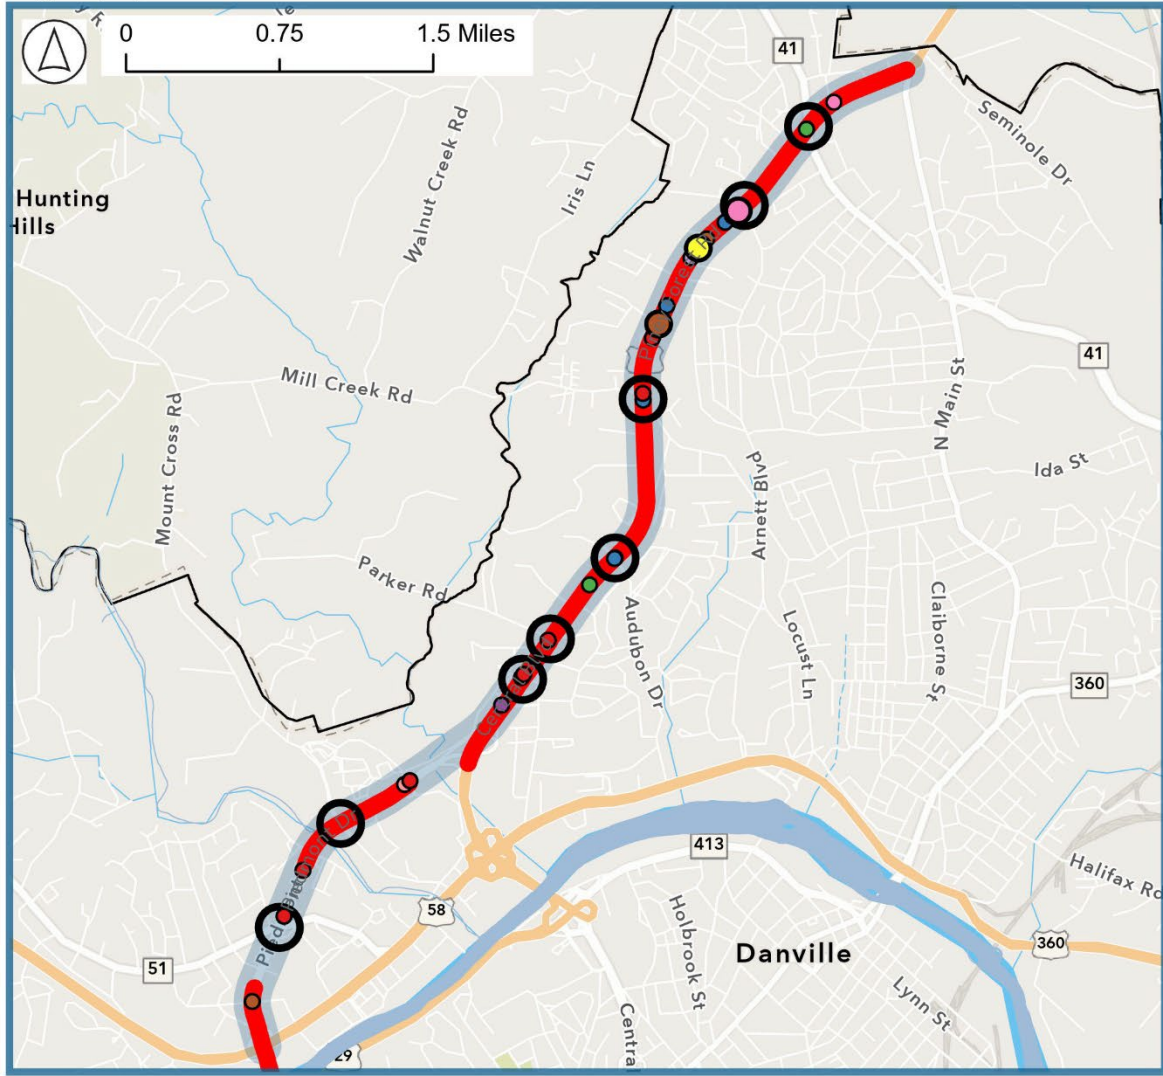 0 0.75 1.5 Miles
41
Seminole Dr
Walnut Creek Rd
Iris Ln
Hunting
Hills
41
Mill Creek Rd
Mount Cross Rd
N Main St
Ida St
Arnett Blvd
Parker Rd
Audubon Dr
Locust Ln
Claiborne St
360
413
Halifax Rd
58
Holbrook St
360
51
Danville
Lynn St
29
Central